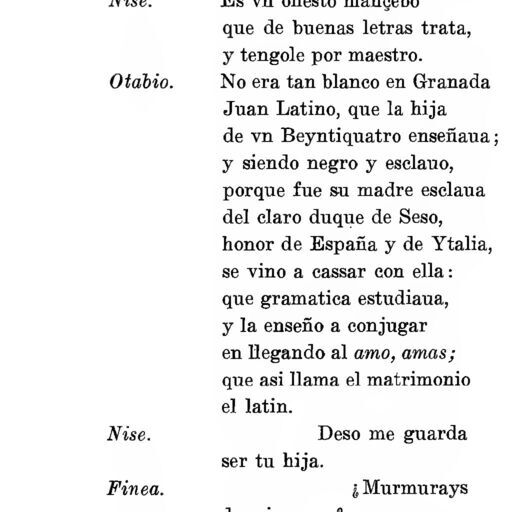 Nise. Es vn onesto mançebo
que de buenas letras trata,
y tengole por maestro.
Otabio. No era tan blanco en Granada
Juan Latino, que la hija
de vn Beyntiquatro enseñaua;
y siendo negro y esclauo,
porque fue su madre esclaua
del claro duque de Seso,
honor de España y de Ytalia,
se vino a cassar con ella:
que gramatica estudiaua,
y la enseño a conjugar
en llegando al amo, amas;
que asi llama el matrimonio
el latin.
Nise. Deso me guarda
ser tu hija.
Finea. ¿Murmurays